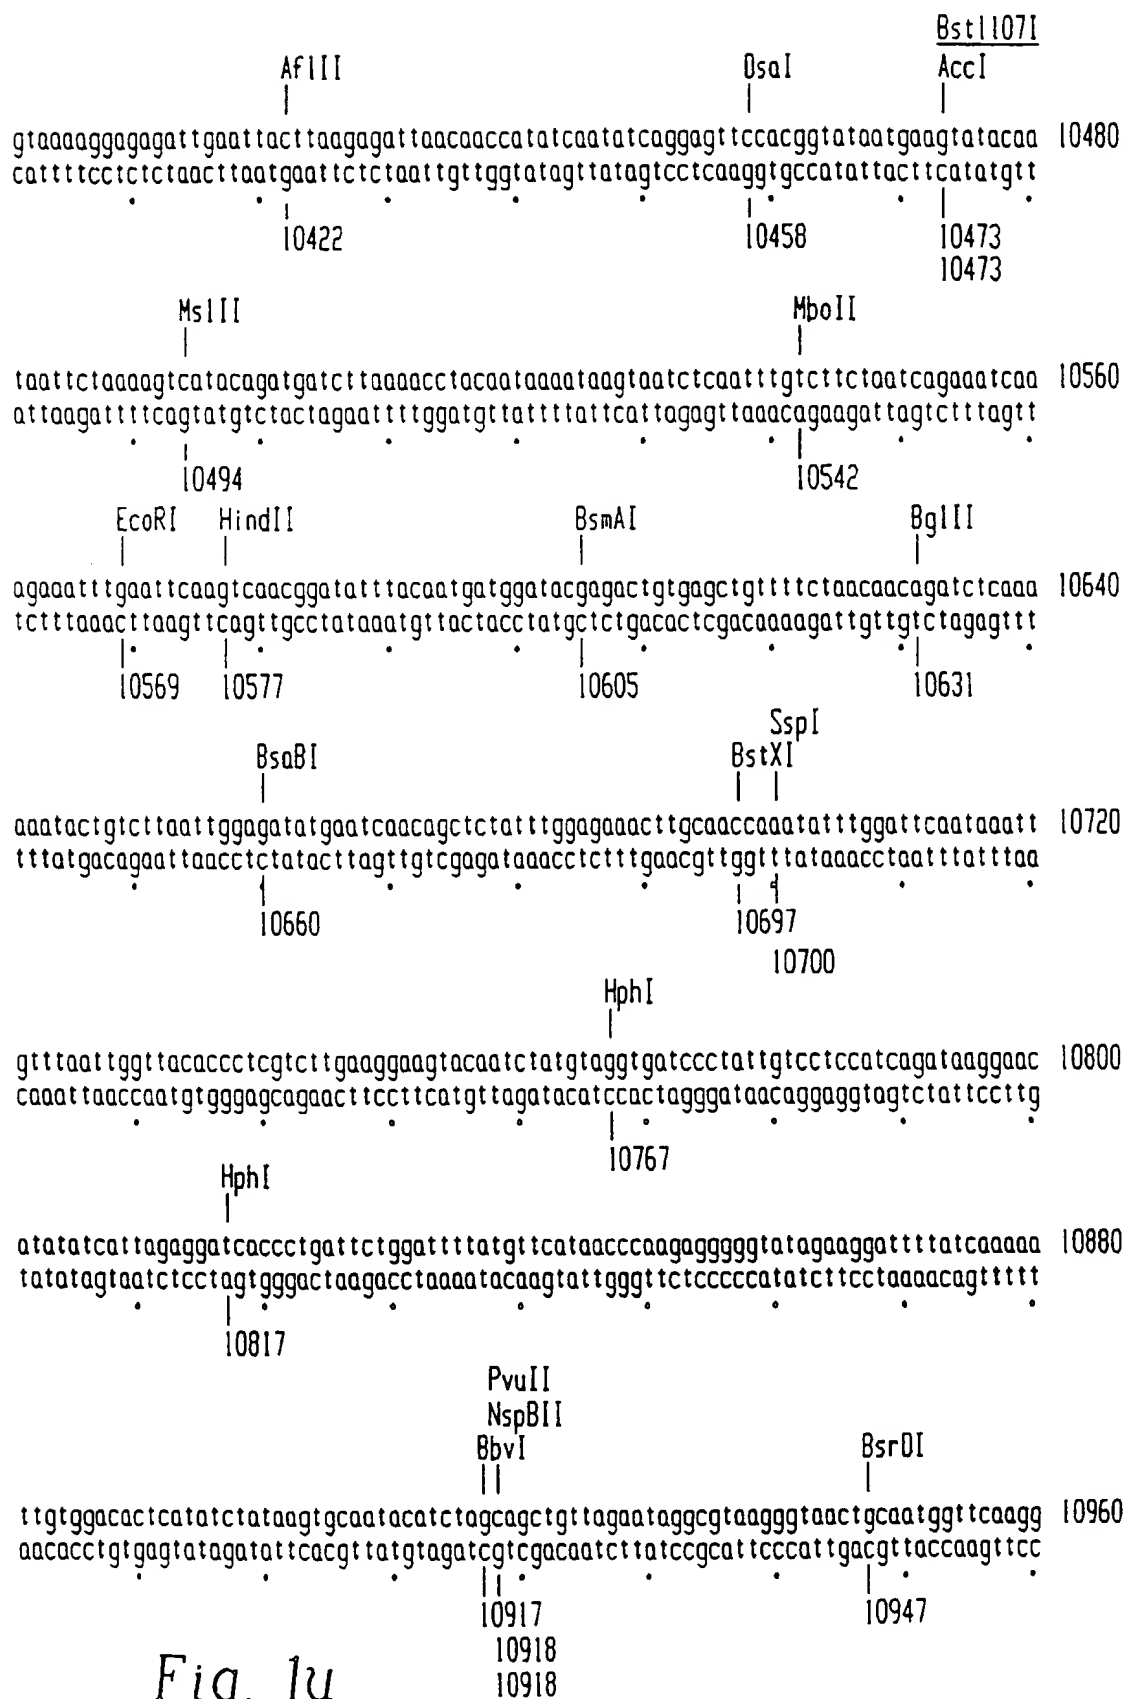 Bst1107I
AflII DsaI AccI
gtaaaaggagagattgaattacttaagagattaacaaccatatcaatatcaggagttccacggtataatgaagtatacaa 10480
cattttcctctctaacttaatgaattctctaattgttggtatagttatagtcctcaaggtgccatattacttcatatgtt
10422 10458 10473
10473
MslII MboII
taattctaaaagtcatacagatgatcttaaaacctacaataaaataagtaatctcaatttgtcttctaatcagaaatcaa 10560
attaagattttcagtatgtctactagaattttggatgttattttattcattagagttaaacagaagattagtctttagtt
10494 10542
EcoRI HindII BsmAI BglII
agaaatttgaattcaagtcaacggatatttacaatgatggatacgagactgtgagctgttttctaacaacagatctcaaa 10640
tctttaaacttaagttcagttgcctataaatgttactacctatgctctgacactcgacaaaagattgttgtctagagttt
10569 10577 10605 10631
SspI
BsaBI BstXI
aaatactgtcttaattggagatatgaatcaacagctctatttggagaaacttgcaaccaaatatttggattcaataaatt 10720
tttatgacagaattaacctctatacttagttgtcgagataaacctctttgaacgttggtttataaacctaatttatttaa
10660 10697
10700
HphI
gtttaattggttacaccctcgtcttgaaggaagtacaatctatgtaggtgatccctattgtcctccatcagataaggaac 10800
caaattaaccaatgtgggagcagaacttccttcatgttagatacatccactagggataacaggaggtagtctattccttg
10767
HphI
atatatcattagaggatcaccctgattctggattttatgttcataacccaagagggggtatagaaggattttatcaaaaa 10880
tatatagtaatctcctagtgggactaagacctaaaatacaagtattgggttctcccccatatcttcctaaaacagttttt
10817
PvuII
NspBII
BbvI BsrDI
ttgtggacactcatatctataagtgcaatacatctagcagctgttagaataggcgtaagggtaactgcaatggttcaagg 10960
aacacctgtgagtatagatattcacgttatgtagatcgtcgacaatcttatccgcattcccattgacgttaccaagttcc
10917 10947
10918
10918
Fig. 1u